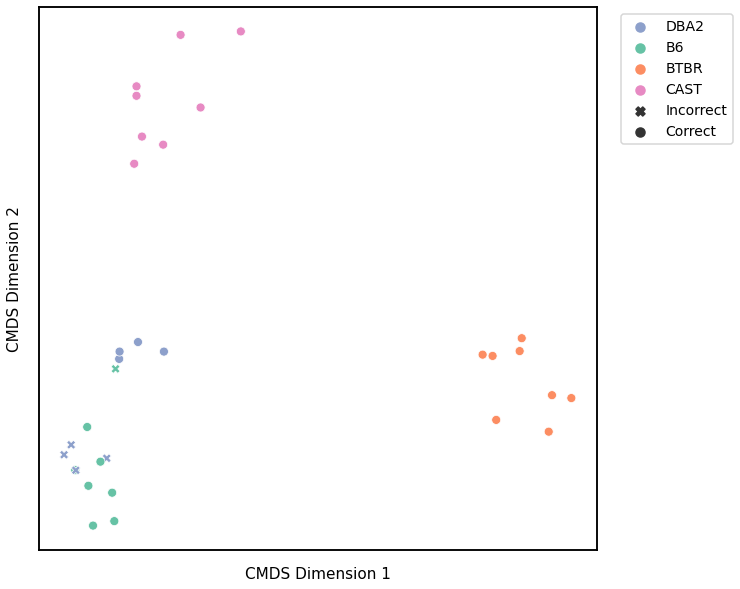 DBA2
B6
BTBR
CAST
Incorrect
Correct
CMDS Dimension 2
CMDS Dimension 1